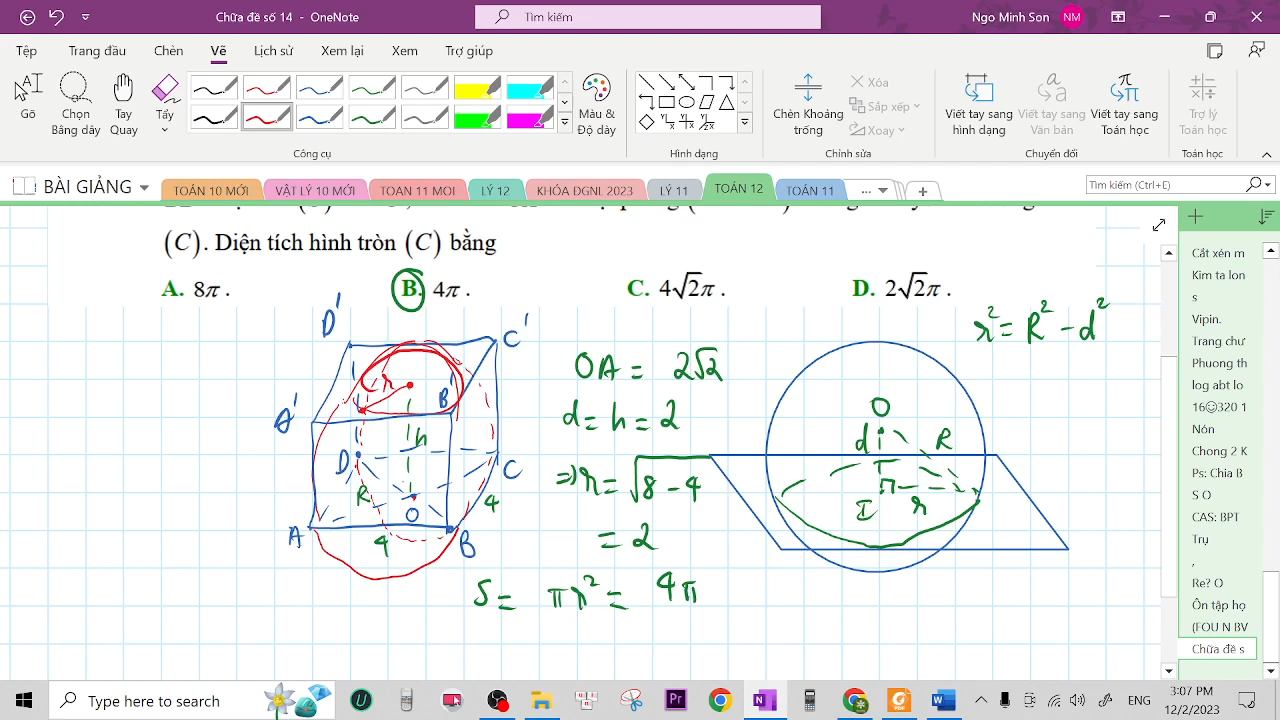 Chữa đề số 14 - OneNote
Tìm kiếm
Ngo Minh Son NM
Tệp Trang đầu Chèn Vẽ Lịch sử Xem lại Xem Trợ giúp
Gõ
Chọn Bằng dây
Tay Quay
Tẩy
Màu & Độ dày
Chèn Khoảng trống
Xóa
Sắp xếp
Xoay
Viết tay sang hình dạng
Viết tay sang Văn bản
Viết tay sang Toán học
Từ lý Toán học
Công cụ
Hình dạng
Chỉnh sửa
Chuyển đổi
Toán học
BÀI GIẢNG
TOÁN 10 MỚI VẬT LÝ 10 MỚI TOAN 11 MOI LÝ 12 KHÓA ĐGNL 2023 LÝ 11 TOÁN 12 TOÁN 11 ... +
Tìm kiếm (Ctrl+E)
(C). Diện tích hình tròn (C) bằng
A. 8π . B. 4π . C. 4√2π . D. 2√2π .
D' C'
A' B'
r
h
D C
R O 4
A 4 B
OA = 2√2
d = h = 2
⇒ r = √8 - 4
= 2
S = πr² = 4π
r² = R² - d²
O
d R
I r
Cắt xén m
Kim ta lon
s
Vipin.
Trang chư
Phuong th
log abt lo
16☺320 1
Nón
Chong 2 K
Ps: Chia B
S O.
CAS: BPT
Trụ
,
Re? O
Ôn tập họ
(FOU N BV
Chữa đề s
Type here to search
ENG
3:07 PM
12/2/2023